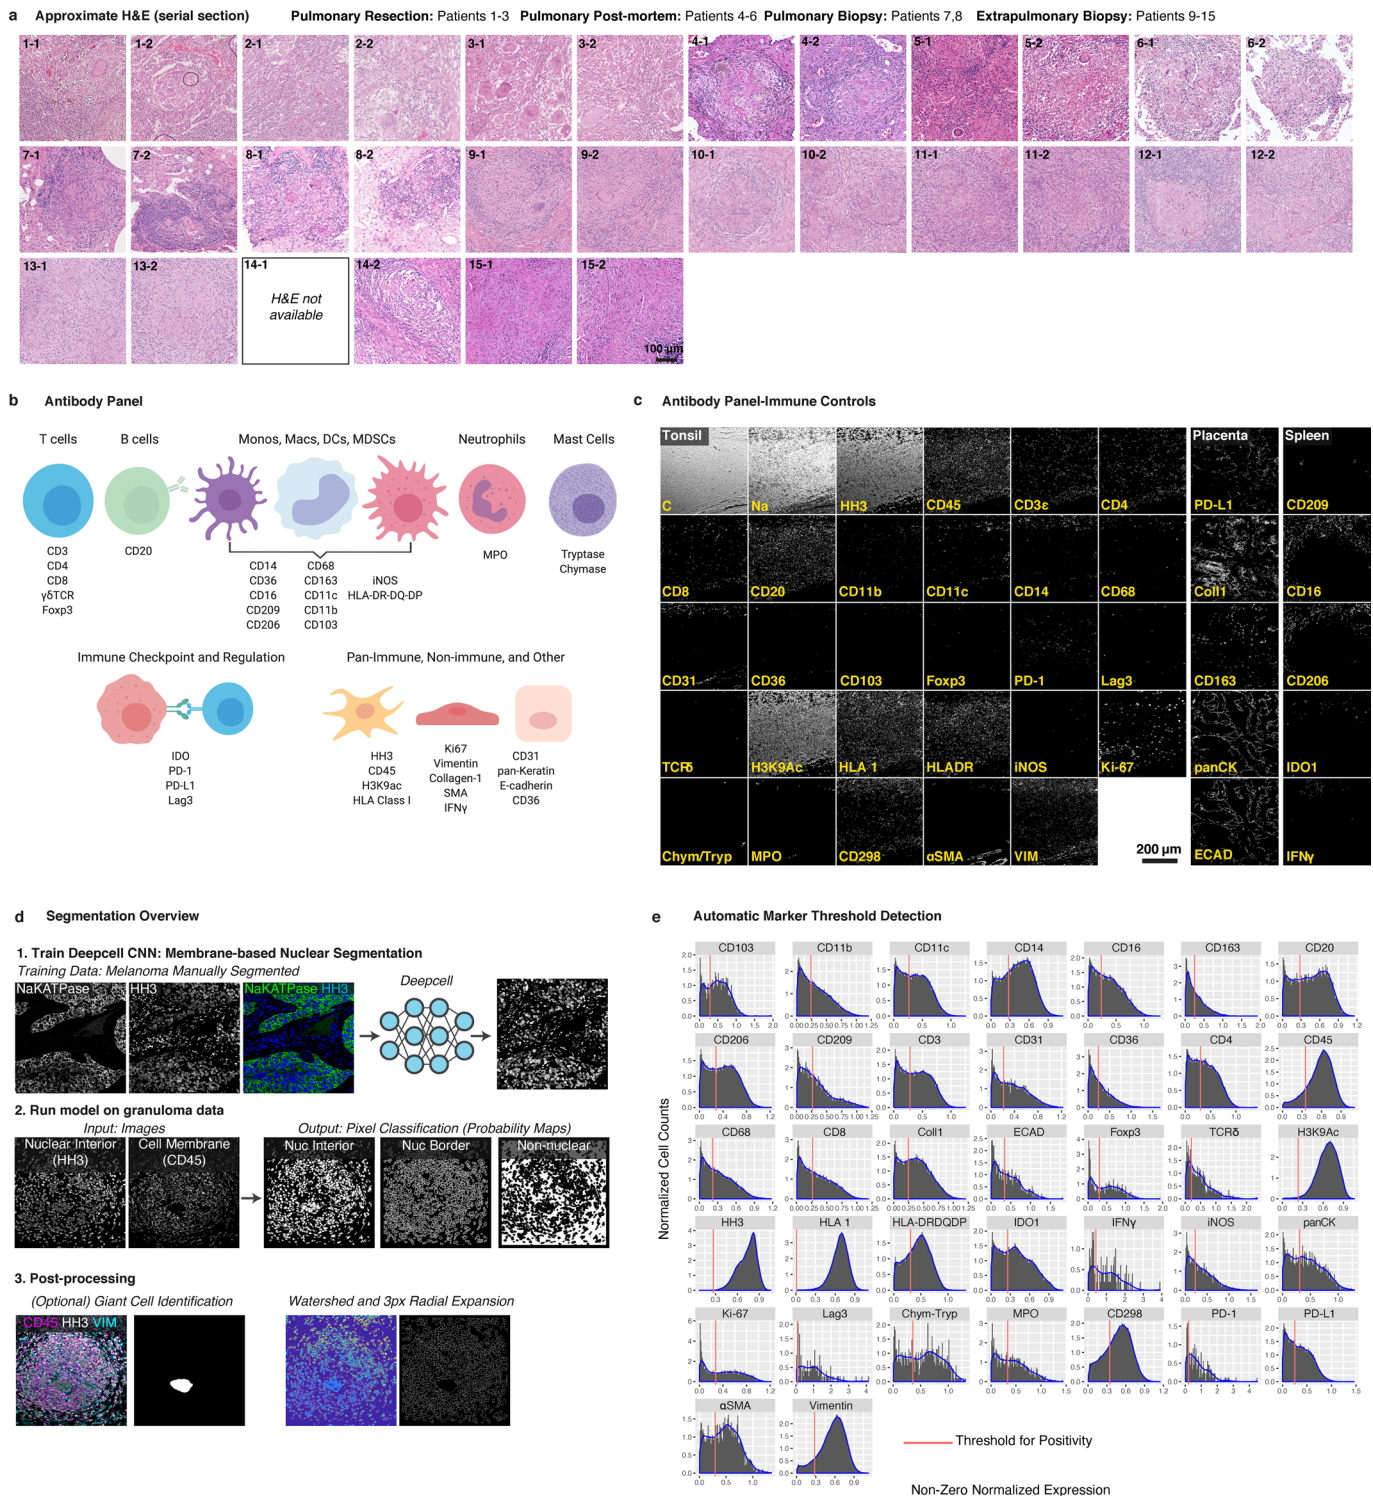 a Approximate H&E (serial section) Pulmonary Resection: Patients 1-3 Pulmonary Post-mortem: Patients 4-6 Pulmonary Biopsy: Patients 7,8 Extrapulmonary Biopsy: Patients 9-15
1-1 1-2 2-1 2-2 3-1 3-2 4-1 4-2 5-1 5-2 6-1 6-2
7-1 7-2 8-1 8-2 9-1 9-2 10-1 10-2 11-1 11-2 12-1 12-2
13-1 13-2 14-1 14-2 15-1 15-2
H&E not
available
100 µm
b Antibody Panel
T cells B cells Monos, Macs, DCs, MDSCs Neutrophils Mast Cells
CD3
CD4
CD8
γδTCR
Foxp3
CD20
CD14
CD36
CD16
CD209
CD206
CD68
CD163
CD11c
CD11b
CD103
iNOS
HLA-DR-DQ-DP
MPO
Tryptase
Chymase
Immune Checkpoint and Regulation Pan-Immune, Non-immune, and Other
IDO
PD-1
PD-L1
Lag3
HH3
CD45
H3K9ac
HLA Class I
Ki67
Vimentin
Collagen-1
SMA
IFNγ
CD31
pan-Keratin
E-cadherin
CD36
c Antibody Panel-Immune Controls
Tonsil Placenta Spleen
C Na HH3 CD45 CD3ε CD4 PD-L1 CD209
CD8 CD20 CD11b CD11c CD14 CD68 Coll1 CD16
CD31 CD36 CD103 Foxp3 PD-1 Lag3 CD163 CD206
TCRδ H3K9Ac HLA 1 HLADR iNOS Ki-67 panCK IDO1
Chym/Tryp MPO CD298 αSMA VIM ECAD IFNγ
200 µm
d Segmentation Overview
1. Train Deepcell CNN: Membrane-based Nuclear Segmentation
Training Data: Melanoma Manually Segmented
NaKATPase HH3 NaKATPase HH3
Deepcell
2. Run model on granuloma data
Input: Images Output: Pixel Classification (Probability Maps)
Nuclear Interior
(HH3)
Cell Membrane
(CD45)
Nuc Interior Nuc Border Non-nuclear
3. Post-processing
(Optional) Giant Cell Identification Watershed and 3px Radial Expansion
CD45 HH3 VIM
e Automatic Marker Threshold Detection
Normalized Cell Counts
CD103 CD11b CD11c CD14 CD16 CD163 CD20
CD206 CD209 CD3 CD31 CD36 CD4 CD45
CD68 CD8 Coll1 ECAD Foxp3 TCRδ H3K9Ac
HH3 HLA 1 HLA-DRDQDP IDO1 IFNγ iNOS panCK
Ki-67 Lag3 Chym-Tryp MPO CD298 PD-1 PD-L1
αSMA Vimentin
Threshold for Positivity
Non-Zero Normalized Expression